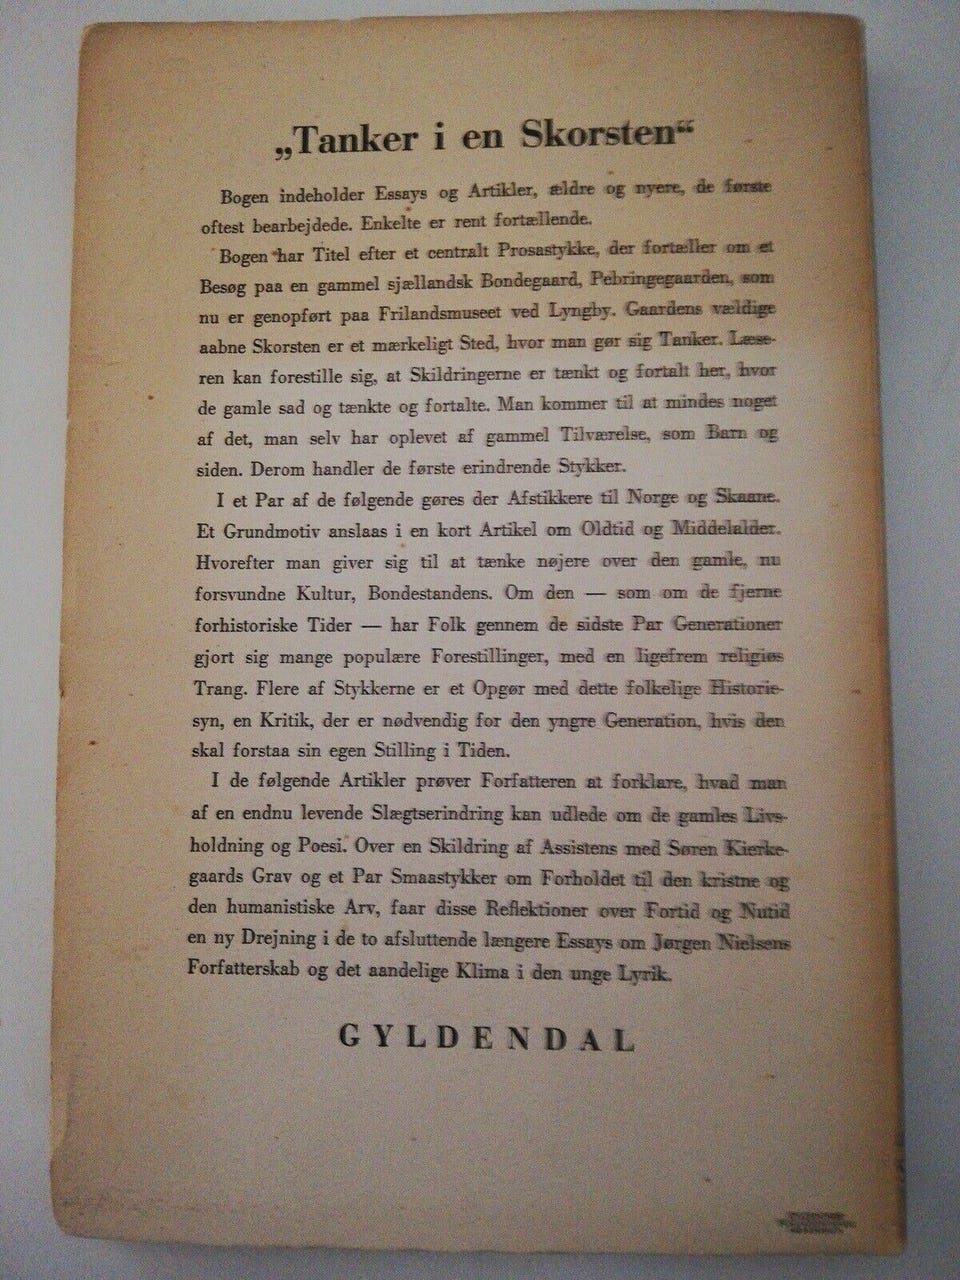 „Tanker i en Skorsten“
Bogen indeholder Essays og Artikler, ældre og nyere, de første
oftest bearbejdede. Enkelte er rent fortællende.
Bogen har Titel efter et centralt Prosastykke, der fortæller om et
Besøg paa en gammel sjællandsk Bondegaard, Pebringegaarden, som
nu er genopført paa Frilandsmuseet ved Lyngby. Gaardens vældige
aabne Skorsten er et mærkeligt Sted, hvor man gør sig Tanker. Læse-
ren kan forestille sig, at Skildringerne er tænkt og fortalt her, hvor
de gamle sad og tænkte og fortalte. Man kommer til at mindes noget
af det, man selv har oplevet af gammel Tilværelse, som Barn og
siden. Derom handler de første erindrende Stykker.
I et Par af de følgende gøres der Afstikkere til Norge og Skaane.
Et Grundmotiv anslaas i en kort Artikel om Oldtid og Middelalder.
Hvorefter man giver sig til at tænke nøjere over den gamle, nu
forsvundne Kultur, Bondestandens. Om den — som om de fjerne
forhistoriske Tider — har Folk gennem de sidste Par Generationer
gjort sig mange populære Forestillinger, med en ligefrem religiøs
Trang. Flere af Stykkerne er et Opgør med dette folkelige Historie-
syn, en Kritik, der er nødvendig for den yngre Generation, hvis den
skal forstaa sin egen Stilling i Tiden.
I de følgende Artikler prøver Forfatteren at forklare, hvad man
af en endnu levende Slægtserindring kan udlede om de gamles Livs-
holdning og Poesi. Over en Skildring af Assistens med Søren Kierke-
gaards Grav og et Par Smaastykker om Forholdet til den kristne og
den humanistiske Arv, faar disse Reflektioner over Fortid og Nutid
en ny Drejning i de to afsluttende længere Essays om Jørgen Nielsens
Forfatterskab og det aandelige Klima i den unge Lyrik.
GYLDENDAL